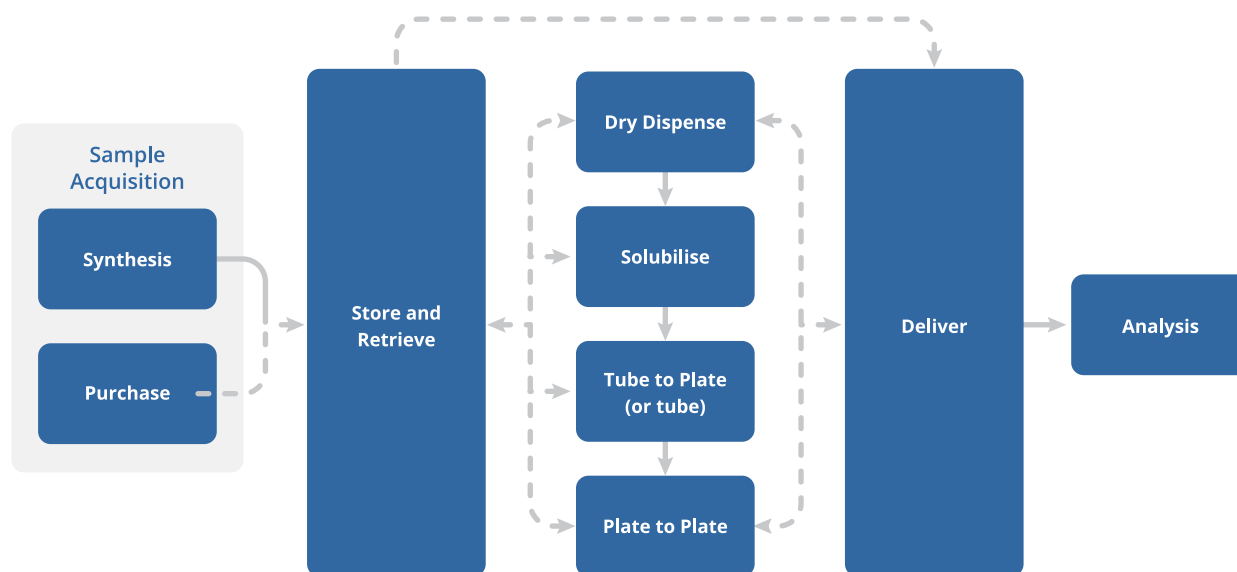 Sample
Acquisition
Synthesis
Purchase
Store and
Retrieve
Dry Dispense
Solubilise
Tube to Plate
(or tube)
Plate to Plate
Deliver
Analysis